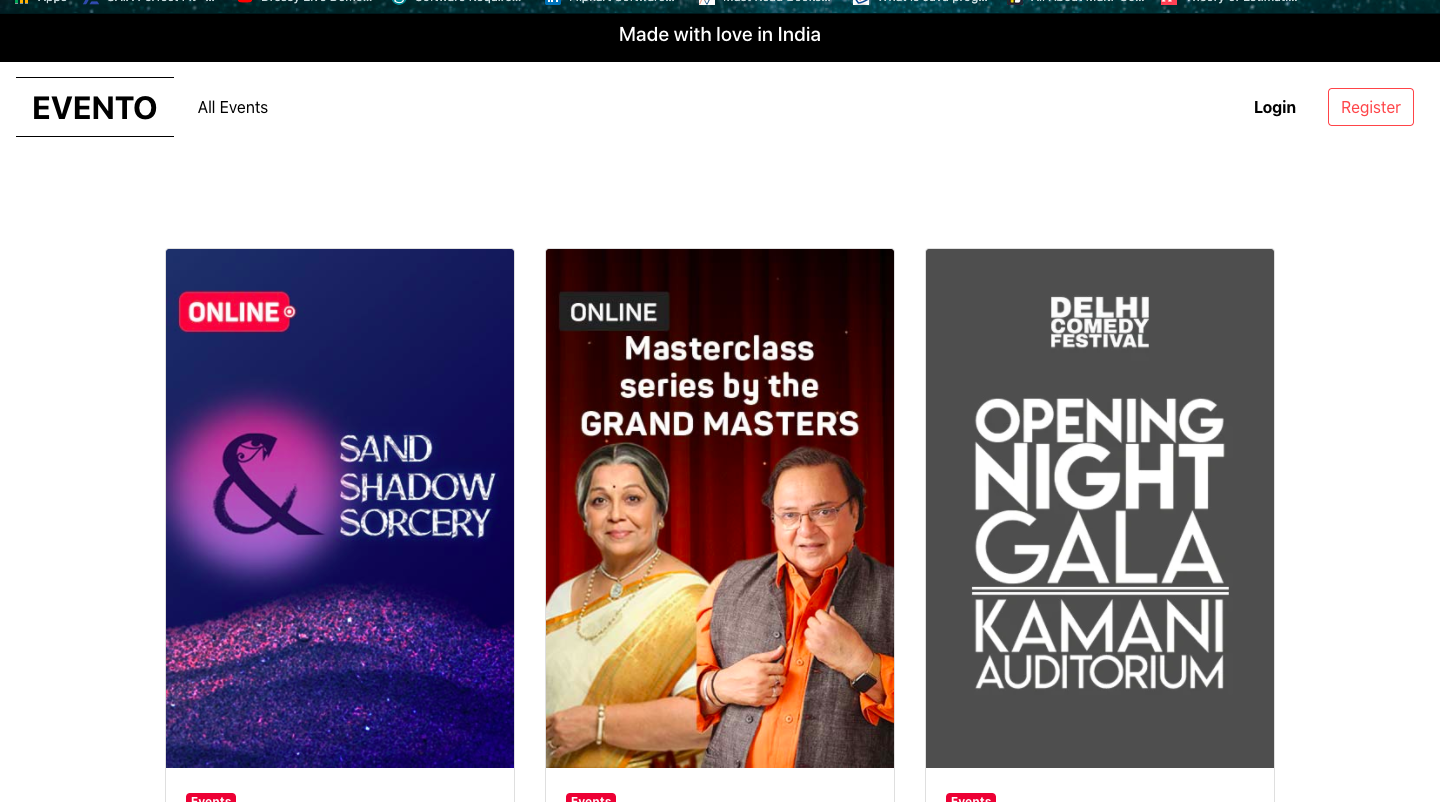 Made with love in India
EVENTO
All Events
Login
Register
ONLINE
SAND
SHADOW
SORCERY
&
ONLINE
Masterclass
series by the
GRAND MASTERS
DELHI
COMEDY
FESTIVAL
OPENING
NIGHT
GALA
KAMANI
AUDITORIUM
Events
Events
Events